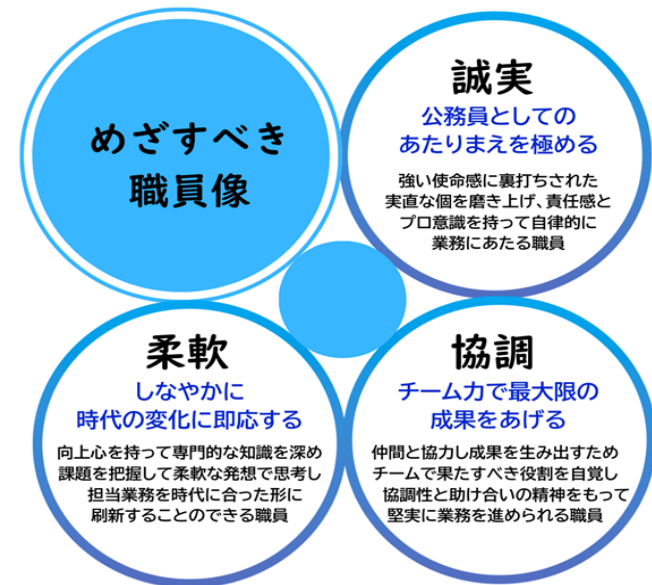 めざすべき
職員像
誠実
公務員としての
あたりまえを極める
強い使命感に裏打ちされた
実直な個を磨き上げ、責任感と
プロ意識を持って自律的に
業務にあたる職員
柔軟
しなやかに
時代の変化に即応する
向上心を持って専門的な知識を深め
課題を把握して柔軟な発想で思考し
担当業務を時代に合った形に
刷新することのできる職員
協調
チーム力で最大限の
成果をあげる
仲間と協力し成果を生み出すため
チームで果たすべき役割を自覚し
協調性と助け合いの精神をもって
堅実に業務を進められる職員